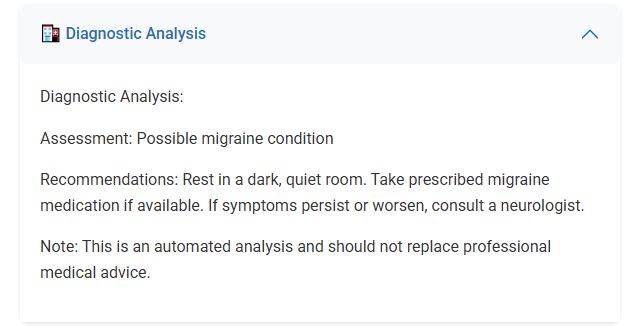 Diagnostic Analysis
Diagnostic Analysis:
Assessment: Possible migraine condition
Recommendations: Rest in a dark, quiet room. Take prescribed migraine
medication if available. If symptoms persist or worsen, consult a neurologist.
Note: This is an automated analysis and should not replace professional
medical advice.